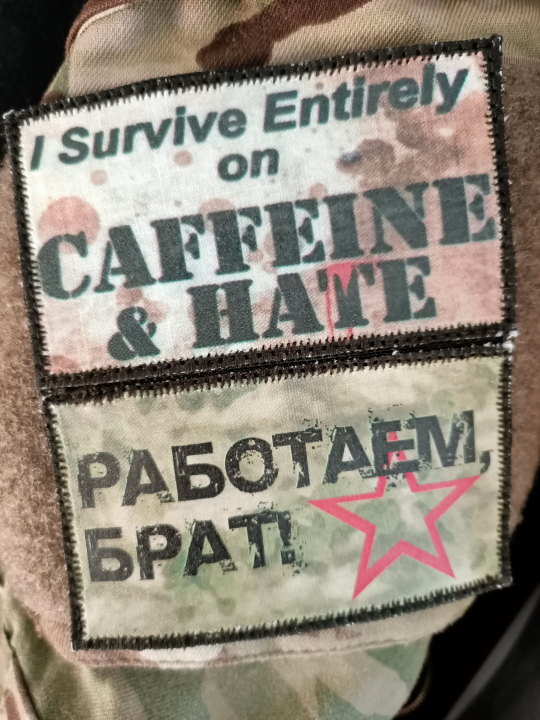 I Survive Entirely
on
CAFFEINE
& HATE
РАБОТАЕМ,
БРАТ!